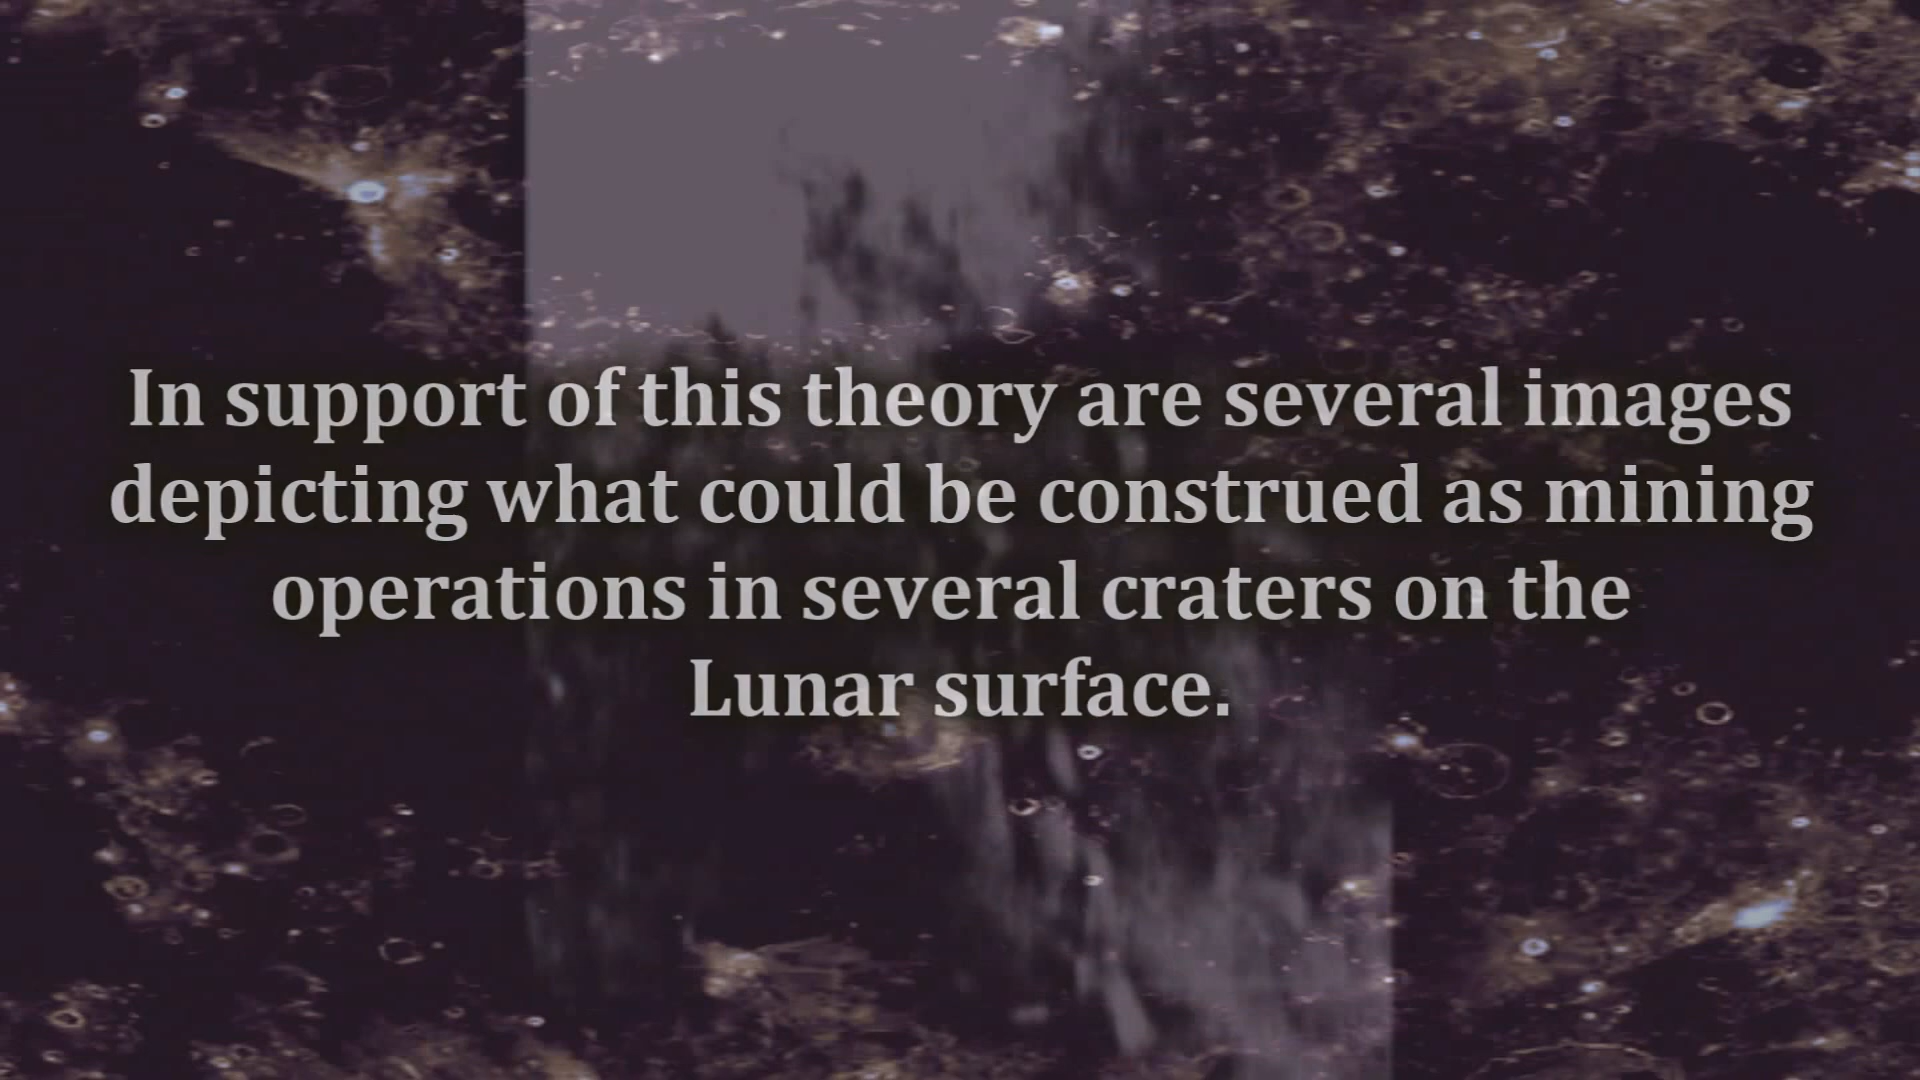 In support of this theory are several images
depicting what could be construed as mining
operations in several craters on the
Lunar surface.